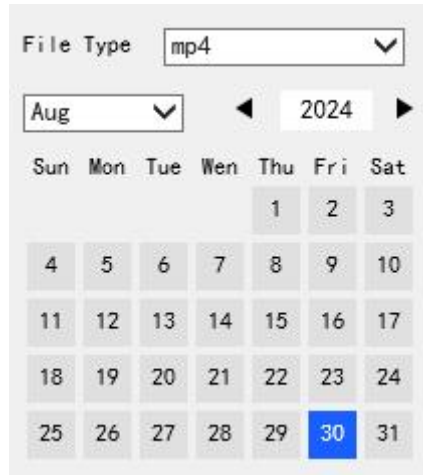 File Type mp4
Aug 2024
Sun Mon Tue Wen Thu Fri Sat
1 2 3
4 5 6 7 8 9 10
11 12 13 14 15 16 17
18 19 20 21 22 23 24
25 26 27 28 29 30 31